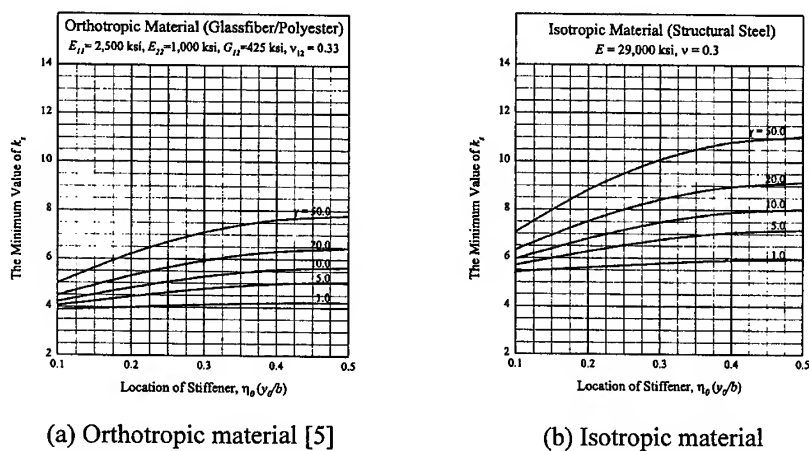 Orthotropic Material (Glassfiber/Polyester)
E11= 2,500 ksi, E22=1,000 ksi, G12=425 ksi, ν12 = 0.33
14
12
10
8
6
4
2
The Minimum Value of ks
γ = 50.0
20.0
10.0
5.0
1.0
0.1
0.2
0.3
0.4
0.5
Location of Stiffener, η0 (y0/b)
(a) Orthotropic material [5]
Isotropic Material (Structural Steel)
E = 29,000 ksi, ν = 0.3
14
12
10
8
6
4
2
The Minimum Value of ks
γ = 50.0
20.0
10.0
5.0
1.0
0.1
0.2
0.3
0.4
0.5
Location of Stiffener, η0 (y0/b)
(b) Isotropic material